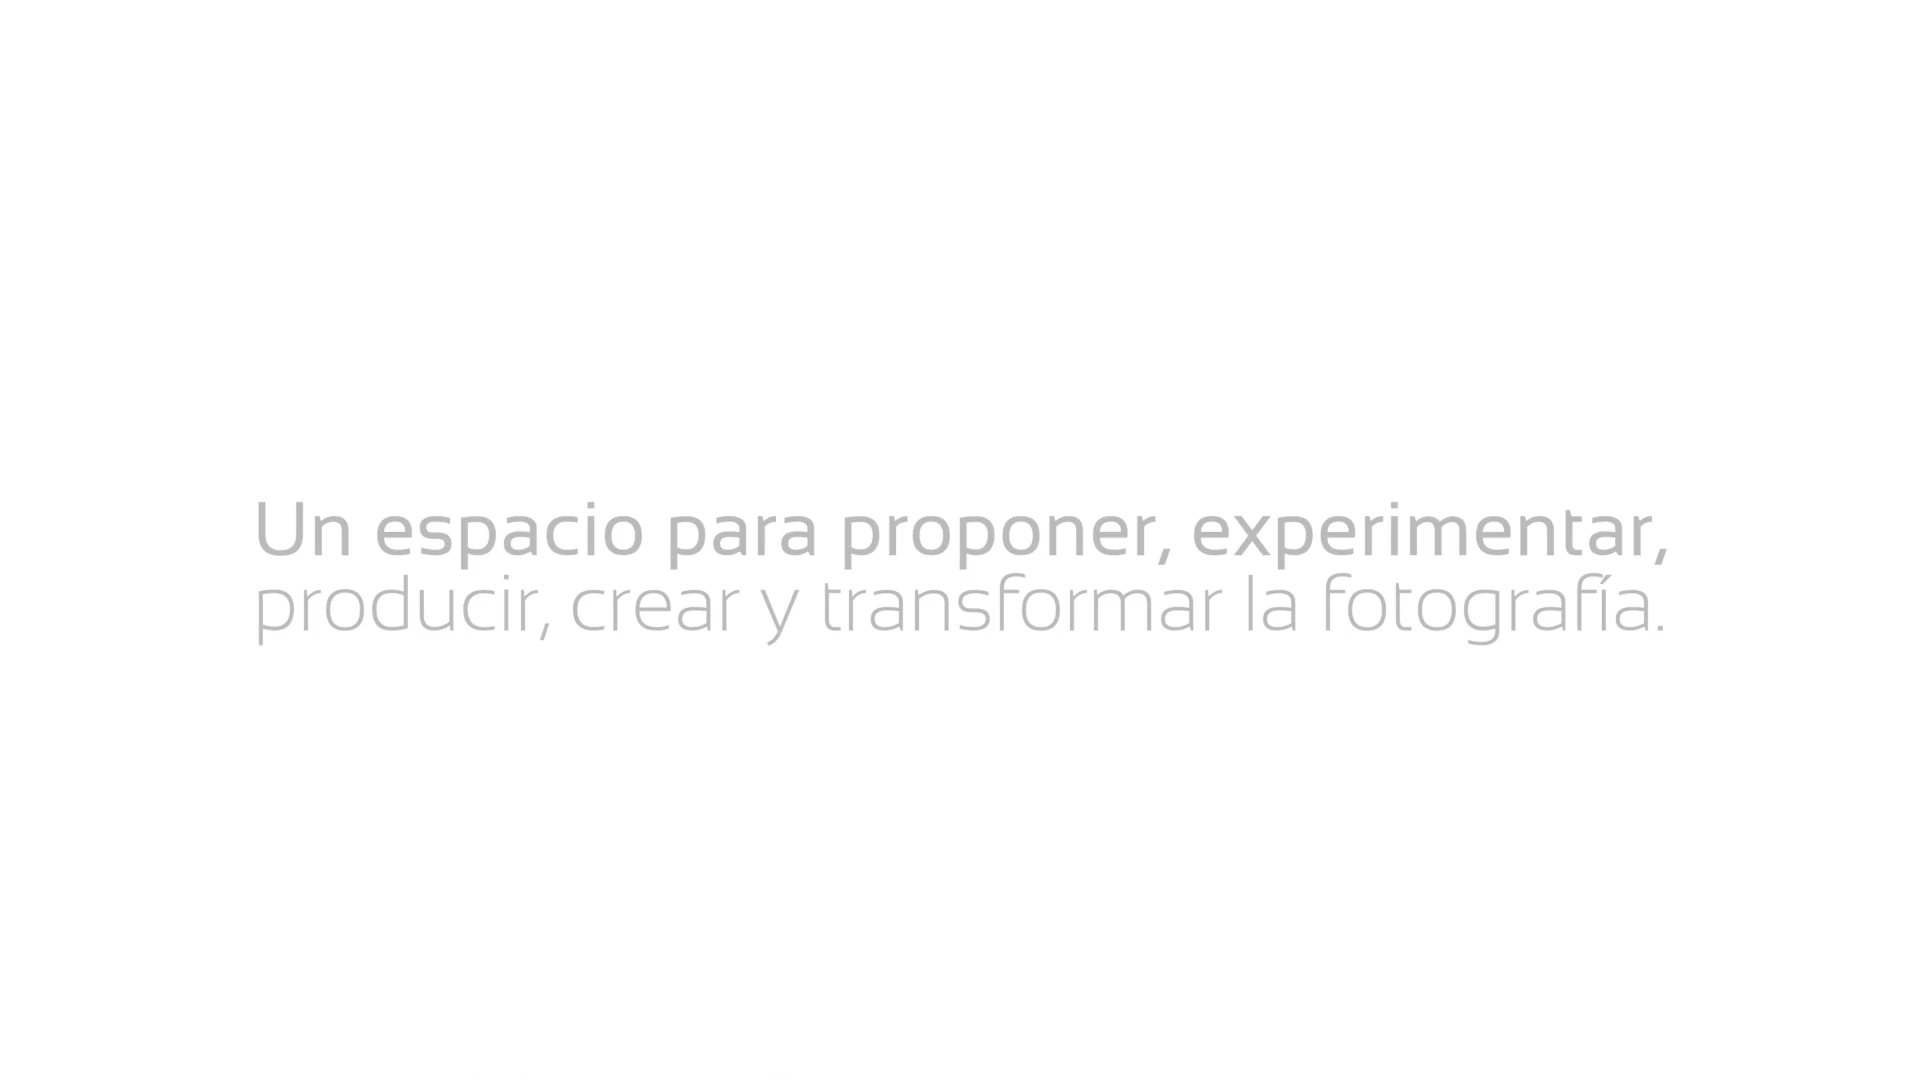 Un espacio para proponer, experimentar,
producir, crear y transformar la fotografía.